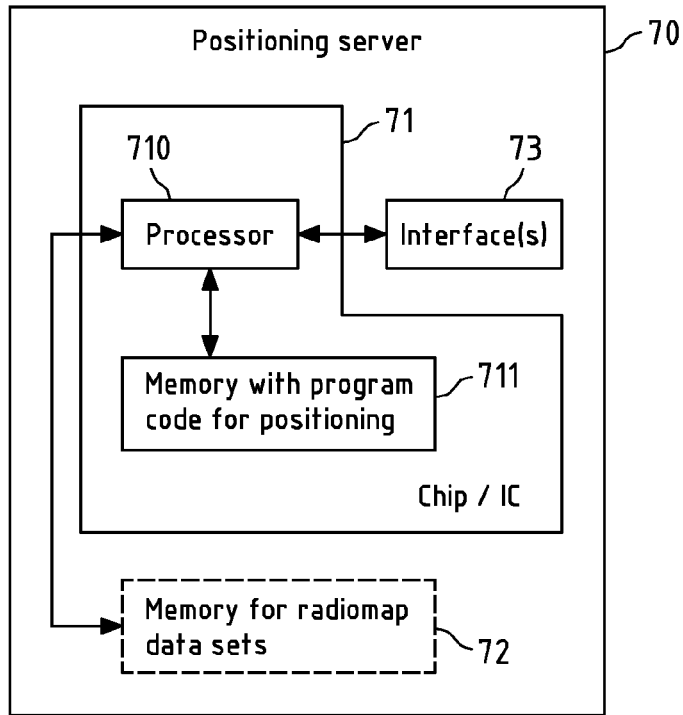 Positioning server
70
71
710
73
Processor
Interface(s)
Memory with program
code for positioning
711
Chip / IC
Memory for radiomap
data sets
72